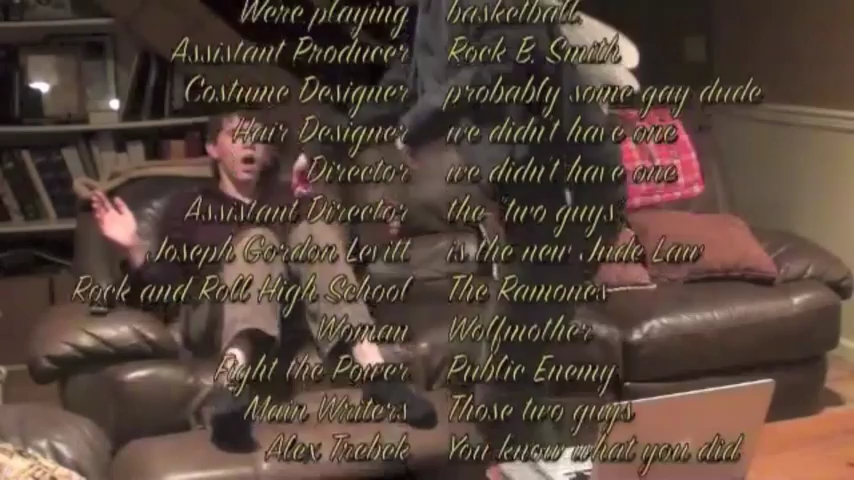 Were playing basketball,
Assistant Producer Rock B. Smith
Costume Designer probably some gay dude
Hair Designer we didn't have one
Director we didn't have one
Assistant Director the "two guys"
Joseph Gordon Levitt is the new Jude Law
Rock and Roll High School The Ramones
Woman Wolfmother
Fight the Power Public Enemy
Main Writers Those two guys
Alex Trebek You know what you did